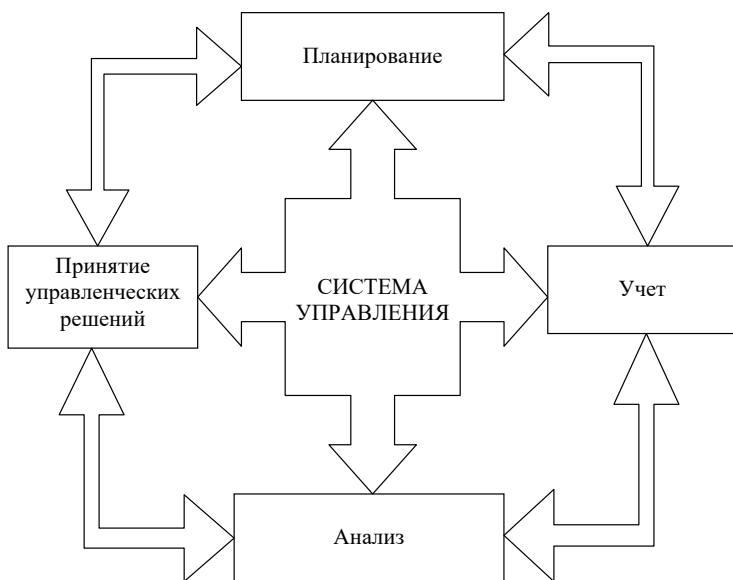 Планирование
Принятие
управленческих
решений
СИСТЕМА
УПРАВЛЕНИЯ
Учет
Анализ